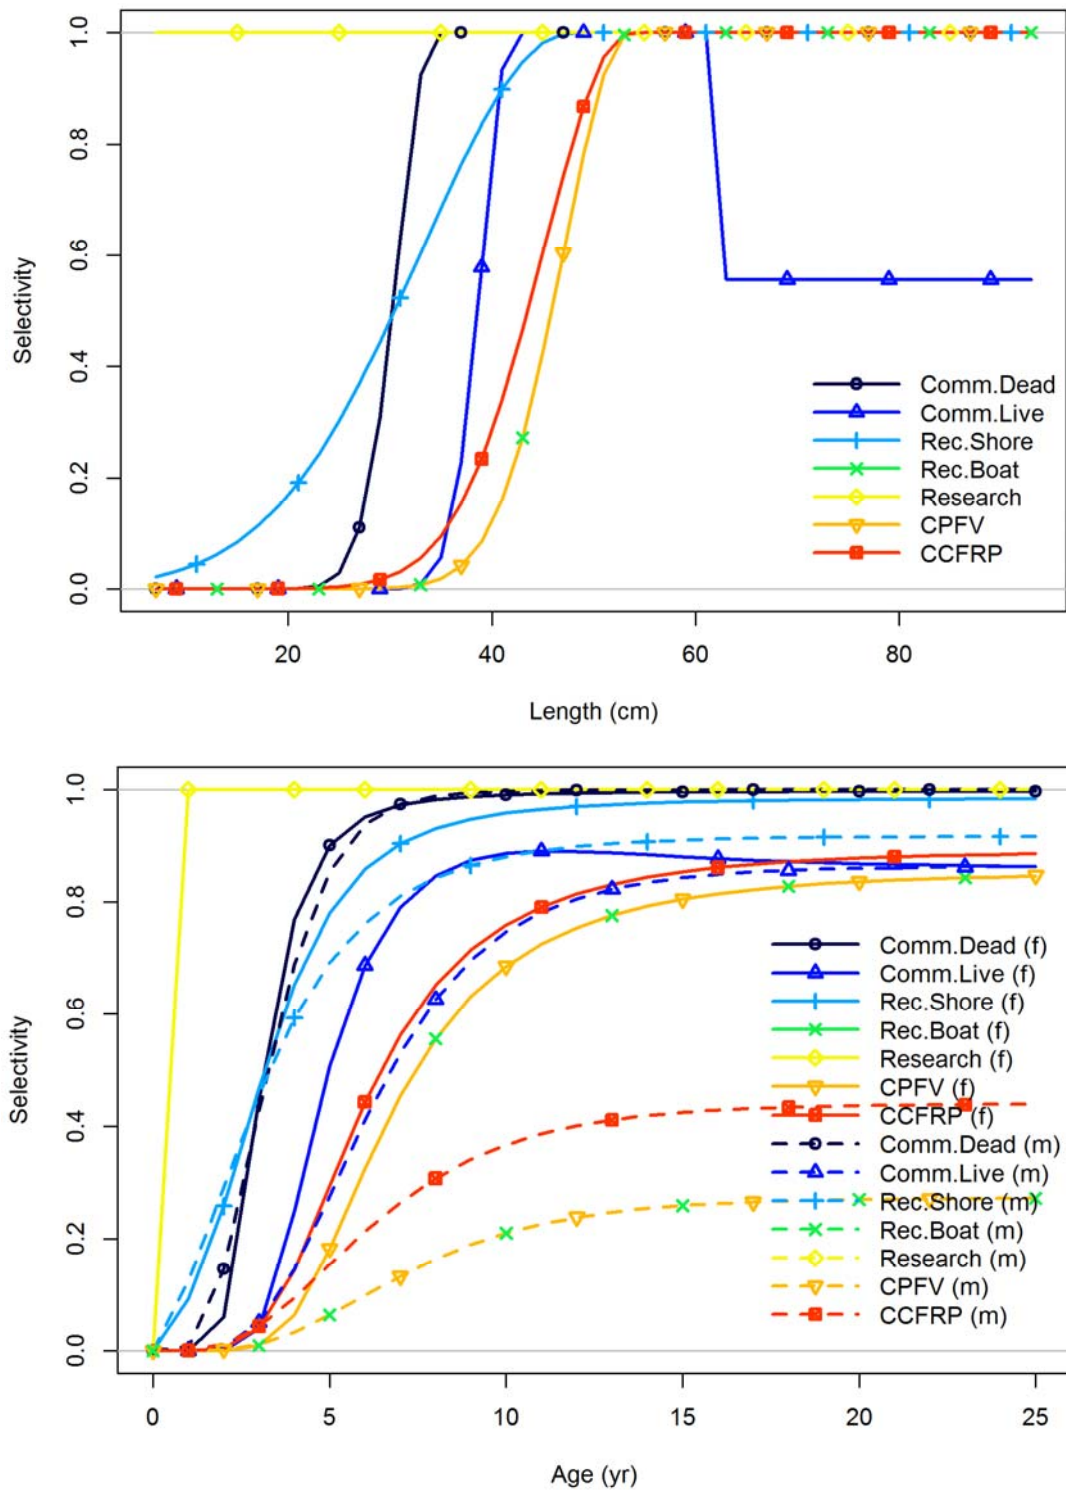 1.0
0.8
0.6
0.4
0.2
0.0
Selectivity
Comm.Dead
Comm.Live
Rec.Shore
Rec.Boat
Research
CPFV
CCFRP
20 40 60 80
Length (cm)
1.0
0.8
0.6
0.4
0.2
0.0
Selectivity
Comm.Dead (f)
Comm.Live (f)
Rec.Shore (f)
Rec.Boat (f)
Research (f)
CPFV (f)
CCFRP (f)
Comm.Dead (m)
Comm.Live (m)
Rec.Shore (m)
Rec.Boat (m)
Research (m)
CPFV (m)
CCFRP (m)
0 5 10 15 20 25
Age (yr)